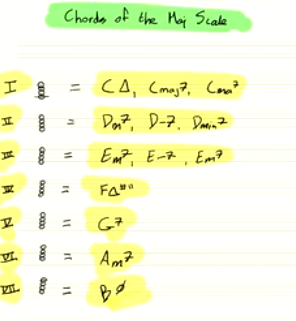 Chords of the Maj Scale
I = CΔ, Cmaj7, Cma7
II = Dm7, D-7, Dmin7
III = Em7, E-7, Em7
IV = FΔ
V = G7
VI = Am7
VII = Bø